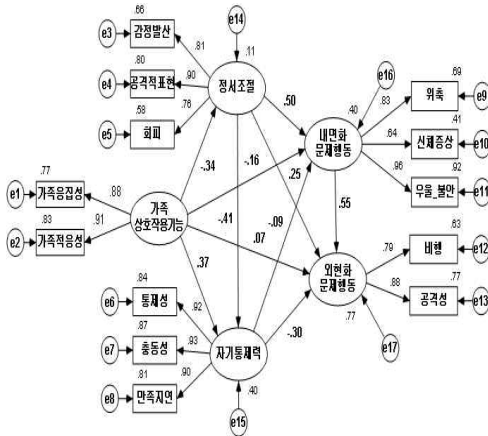 e14
.66
e3
감정발산
.81
.11
.80
e4
공격적표현
.90
정서조절
e16
.58
.76
e5
회피
.50
.40
.83
위축
.69
e9
내면화
문제행동
.64
신체증상
.41
e10
-.34
-.16
.25
.96
우울_불안
.92
e11
.77
e1
가족응집성
.88
가족
상호작용기능
-.41
-.09
.55
.83
e2
가족적응성
.91
.07
.63
.79
비행
e12
.37
외현화
문제행동
.88
.77
공격성
e13
.84
e6
통제성
.92
.77
-.30
.87
e7
충동성
.93
자기통제력
e17
.81
.90
e8
만족지연
.40
e15